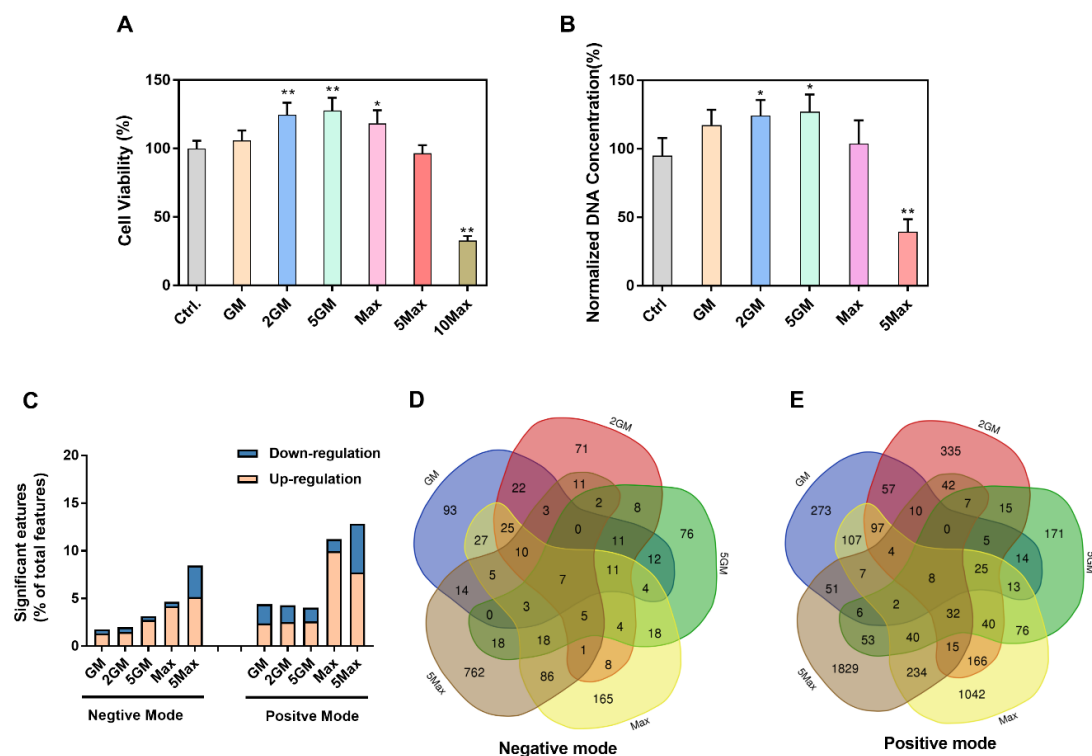 A
Cell Viability (%)
150
100
50
0
**
**
*
**
Ctrl.
GM
2GM
5GM
Max
5Max
10Max
B
Normalized DNA Concentration(%)
150
100
50
0
*
*
**
Ctrl
GM
2GM
5GM
Max
5Max
C
Significant eatures
(% of total features)
20
15
10
5
0
Down-regulation
Up-regulation
GM
2GM
5GM
Max
5Max
GM
2GM
5GM
Max
5Max
Negtive Mode
Positve Mode
D
2GM
71
GM
22
11
2
8
93
3
76
25
0
11
27
12
10
11
5
7
4
5GM
14
3
0
5
4
18
18
18
1
8
762
86
165
5Max
Max
Negative mode
E
2GM
335
GM
57
42
7
15
273
10
171
97
0
5
107
14
4
25
7
8
13
5GM
51
2
6
32
40
76
53
40
15
166
1829
234
1042
5Max
Max
Positive mode